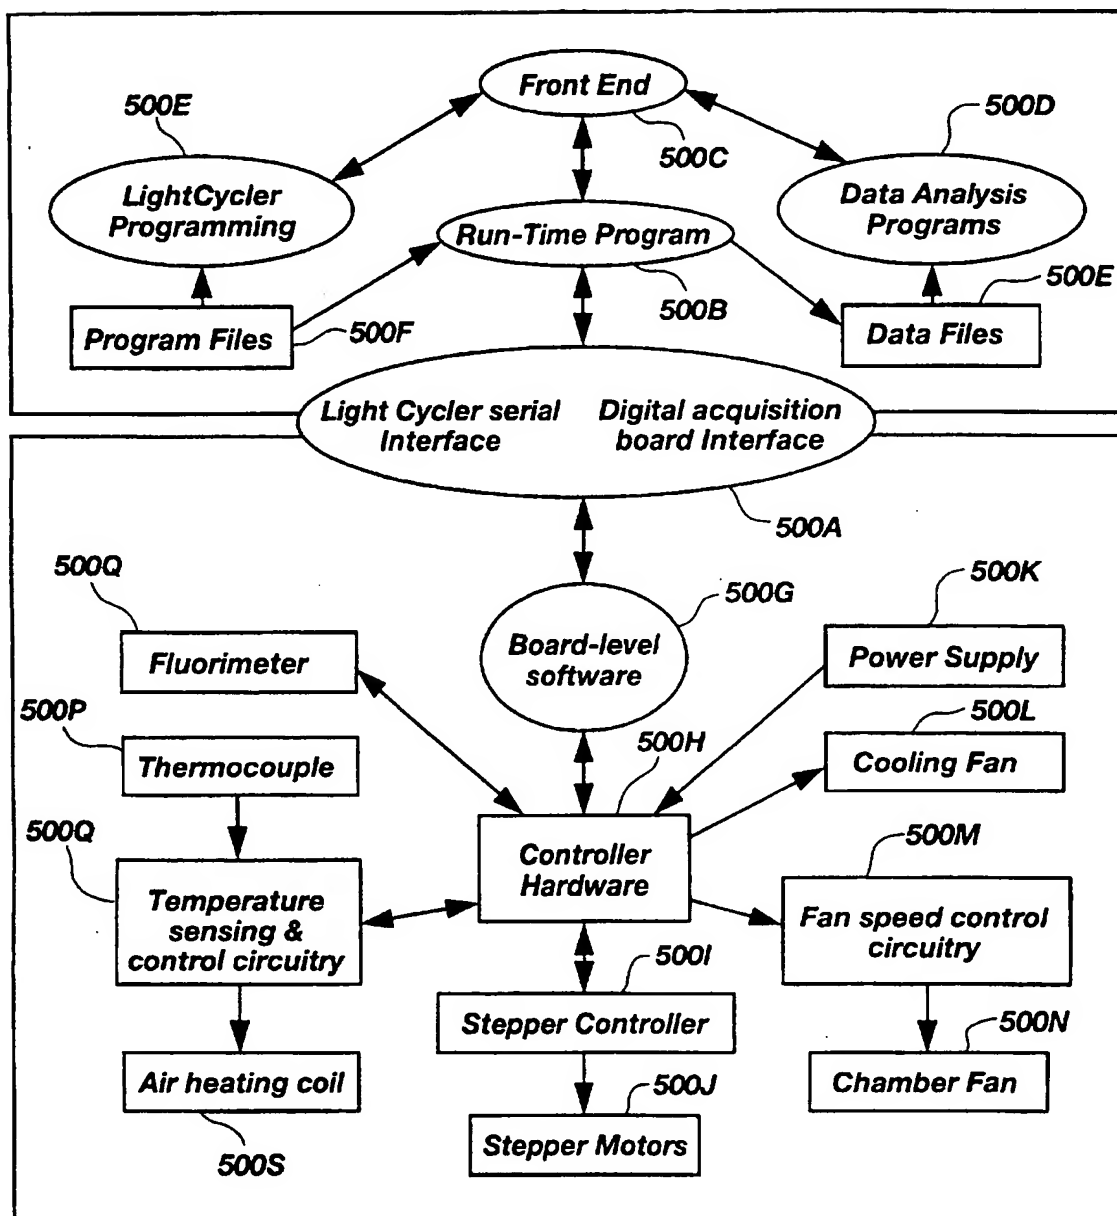 Front End
500C
500E
LightCycler
Programming
500D
Data Analysis
Programs
Run-Time Program
500B
500E
Program Files
500F
Data Files
Light Cycler serial
Interface
Digital acquisition
board Interface
500A
500Q
Fluorimeter
500G
Board-level
software
500K
Power Supply
500P
Thermocouple
500H
500L
Cooling Fan
500Q
Temperature
sensing &
control circuitry
Controller
Hardware
500M
Fan speed control
circuitry
500I
Stepper Controller
500N
Chamber Fan
Air heating coil
500S
500J
Stepper Motors